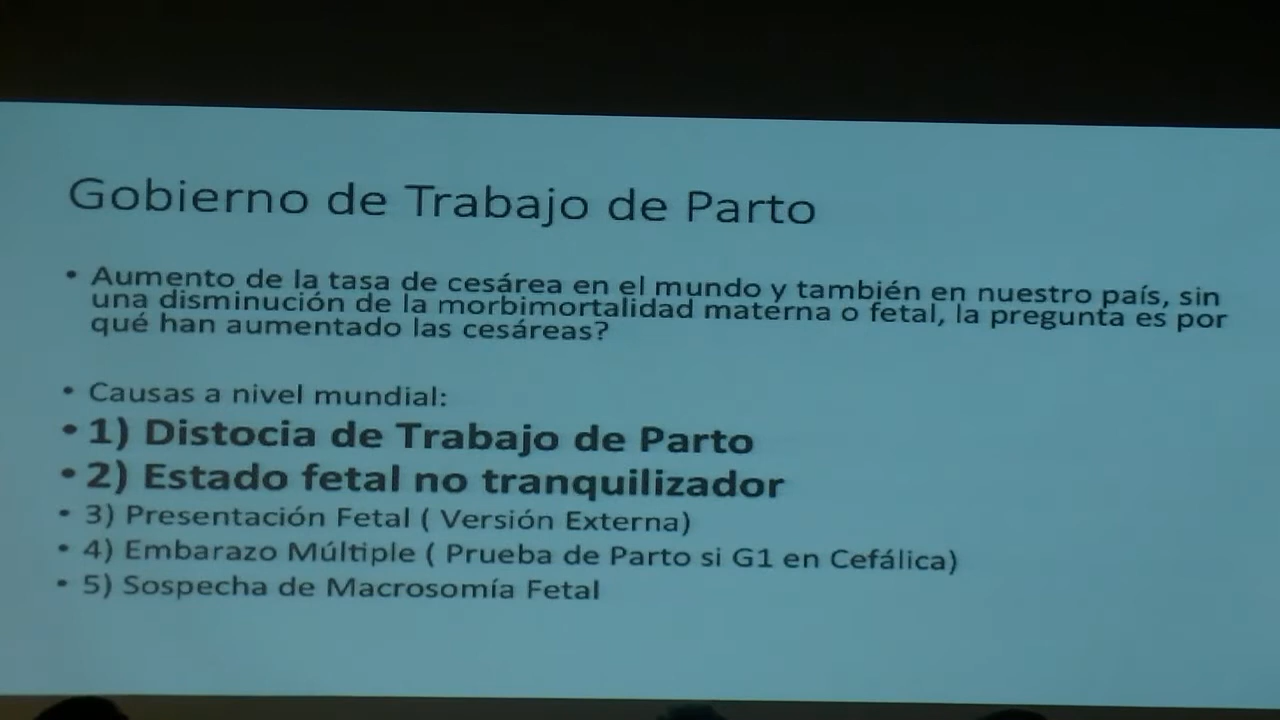 Gobierno de Trabajo de Parto
• Aumento de la tasa de cesárea en el mundo y también en nuestro país, sin
una disminución de la morbimortalidad materna o fetal, la pregunta es por
qué han aumentado las cesáreas?
• Causas a nivel mundial:
• 1) Distocia de Trabajo de Parto
• 2) Estado fetal no tranquilizador
• 3) Presentación Fetal ( Versión Externa)
• 4) Embarazo Múltiple ( Prueba de Parto si G1 en Cefálica)
• 5) Sospecha de Macrosomía Fetal